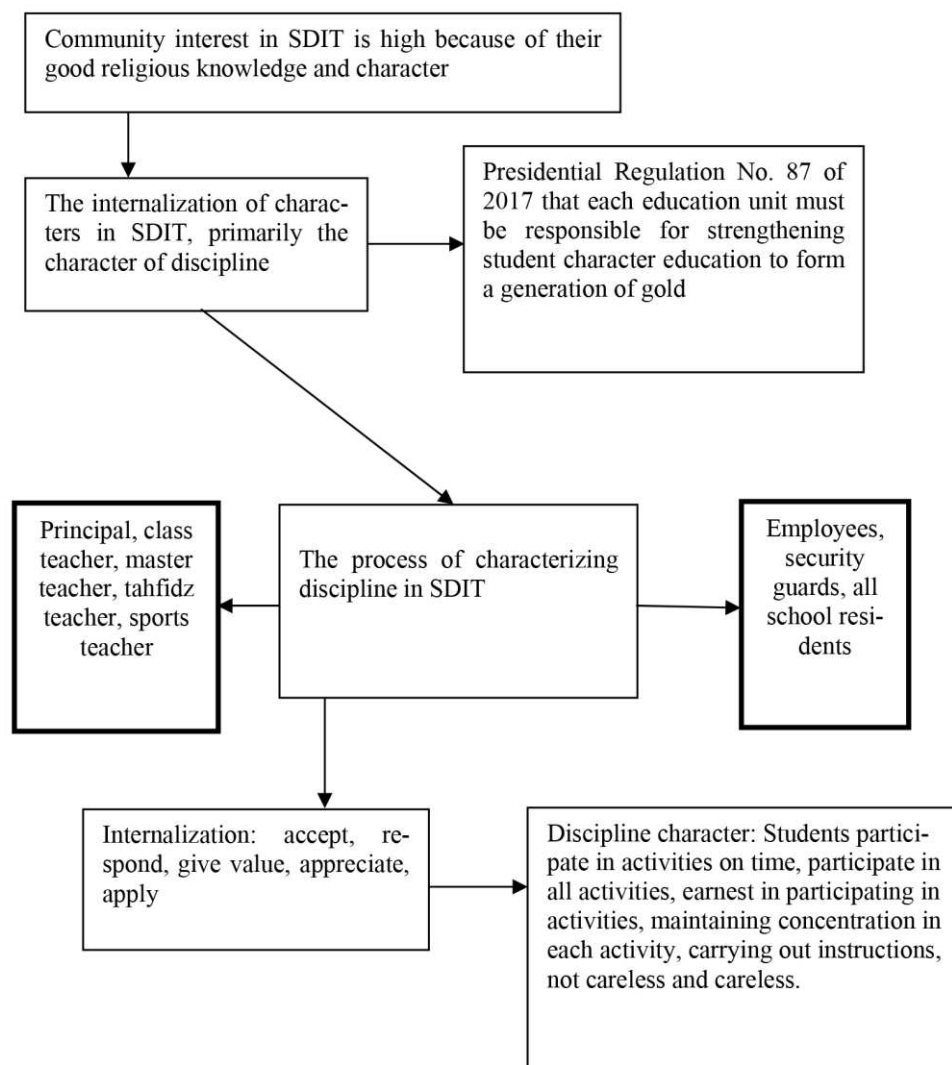 Community interest in SDIT is high because of their
good religious knowledge and character
The internalization of charac-
ters in SDIT, primarily the
character of discipline
Presidential Regulation No. 87 of
2017 that each education unit must
be responsible for strengthening
student character education to form
a generation of gold
Principal, class
teacher, master
teacher, tahfidz
teacher, sports
teacher
The process of characterizing
discipline in SDIT
Employees,
security
guards, all
school resi-
dents
Internalization: accept, re-
spond, give value, appreciate,
apply
Discipline character: Students partici-
pate in activities on time, participate in
all activities, earnest in participating in
activities, maintaining concentration in
each activity, carrying out instructions,
not careless and careless.